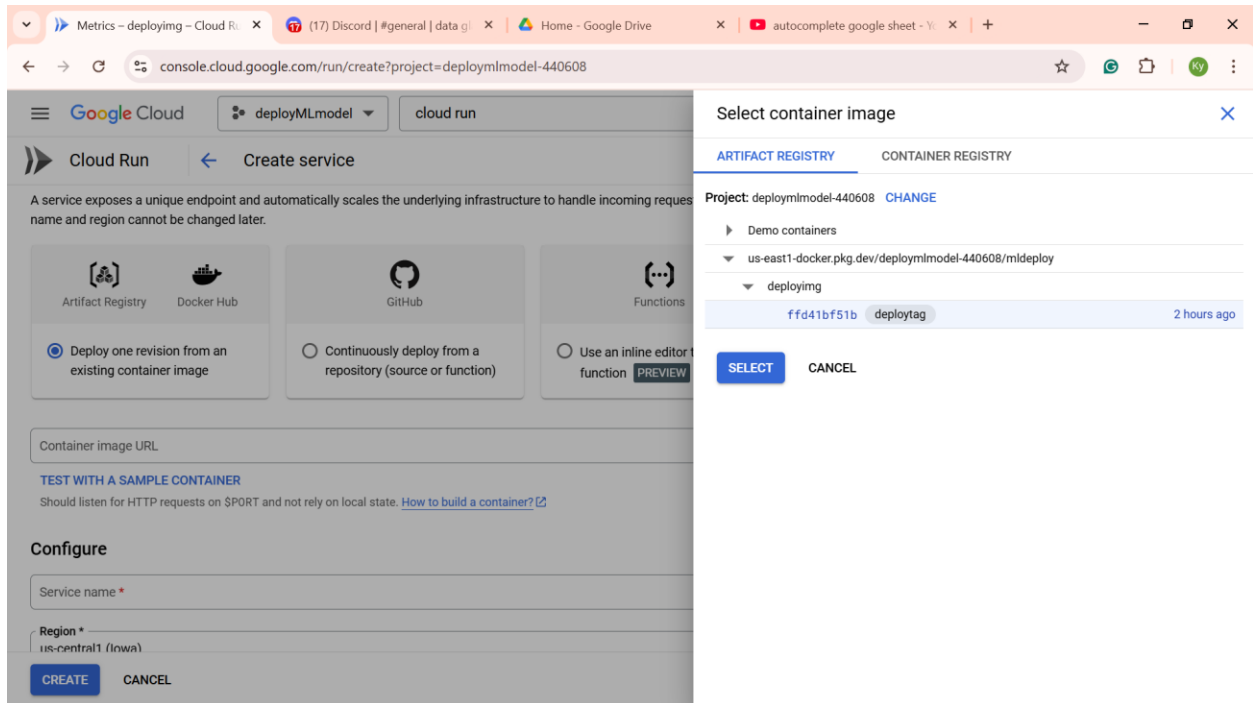 Metrics – deployimg – Cloud Ru
(17) Discord | #general | data gl
Home - Google Drive
autocomplete google sheet - Yo
console.cloud.google.com/run/create?project=deploymlmodel-440608
Ky
Google Cloud
deployMLmodel
cloud run
Cloud Run
Create service
A service exposes a unique endpoint and automatically scales the underlying infrastructure to handle incoming reques
name and region cannot be changed later.
Artifact Registry
Docker Hub
GitHub
Functions
Deploy one revision from an
existing container image
Continuously deploy from a
repository (source or function)
Use an inline editor t
function PREVIEW
Container image URL
TEST WITH A SAMPLE CONTAINER
Should listen for HTTP requests on $PORT and not rely on local state. How to build a container?
Configure
Service name *
Region *
us-central1 (Iowa)
CREATE
CANCEL
Select container image
ARTIFACT REGISTRY
CONTAINER REGISTRY
Project: deploymlmodel-440608 CHANGE
Demo containers
us-east1-docker.pkg.dev/deploymlmodel-440608/mldeploy
deployimg
ffd41bf51b deploytag 2 hours ago
SELECT
CANCEL